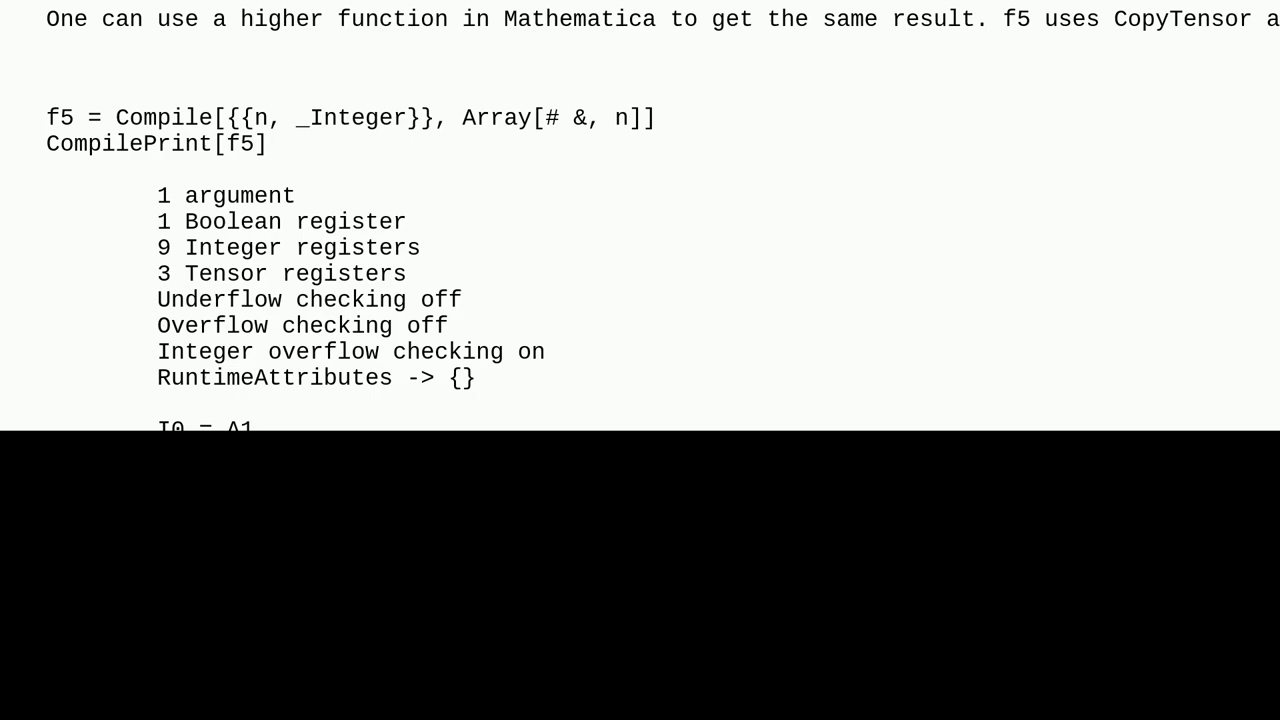 One can use a higher function in Mathematica to get the same result. f5 uses CopyTensor a
f5 = Compile[{{n, _Integer}}, Array[# &, n]]
CompilePrint[f5]
1 argument
1 Boolean register
9 Integer registers
3 Tensor registers
Underflow checking off
Overflow checking off
Integer overflow checking on
RuntimeAttributes -> {}
I0 = A1